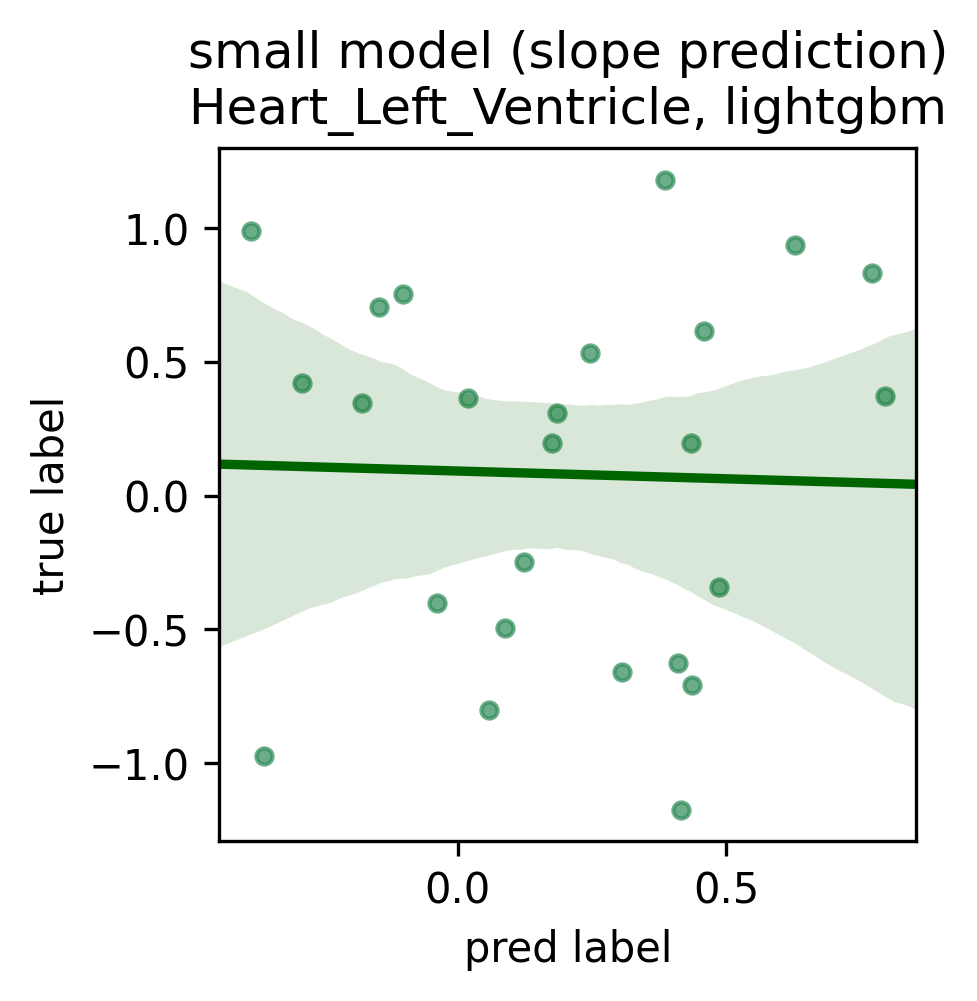 small model (slope prediction)
Heart_Left_Ventricle, lightgbm
1.0
0.5
0.0
−0.5
−1.0
true label
0.0 0.5
pred label